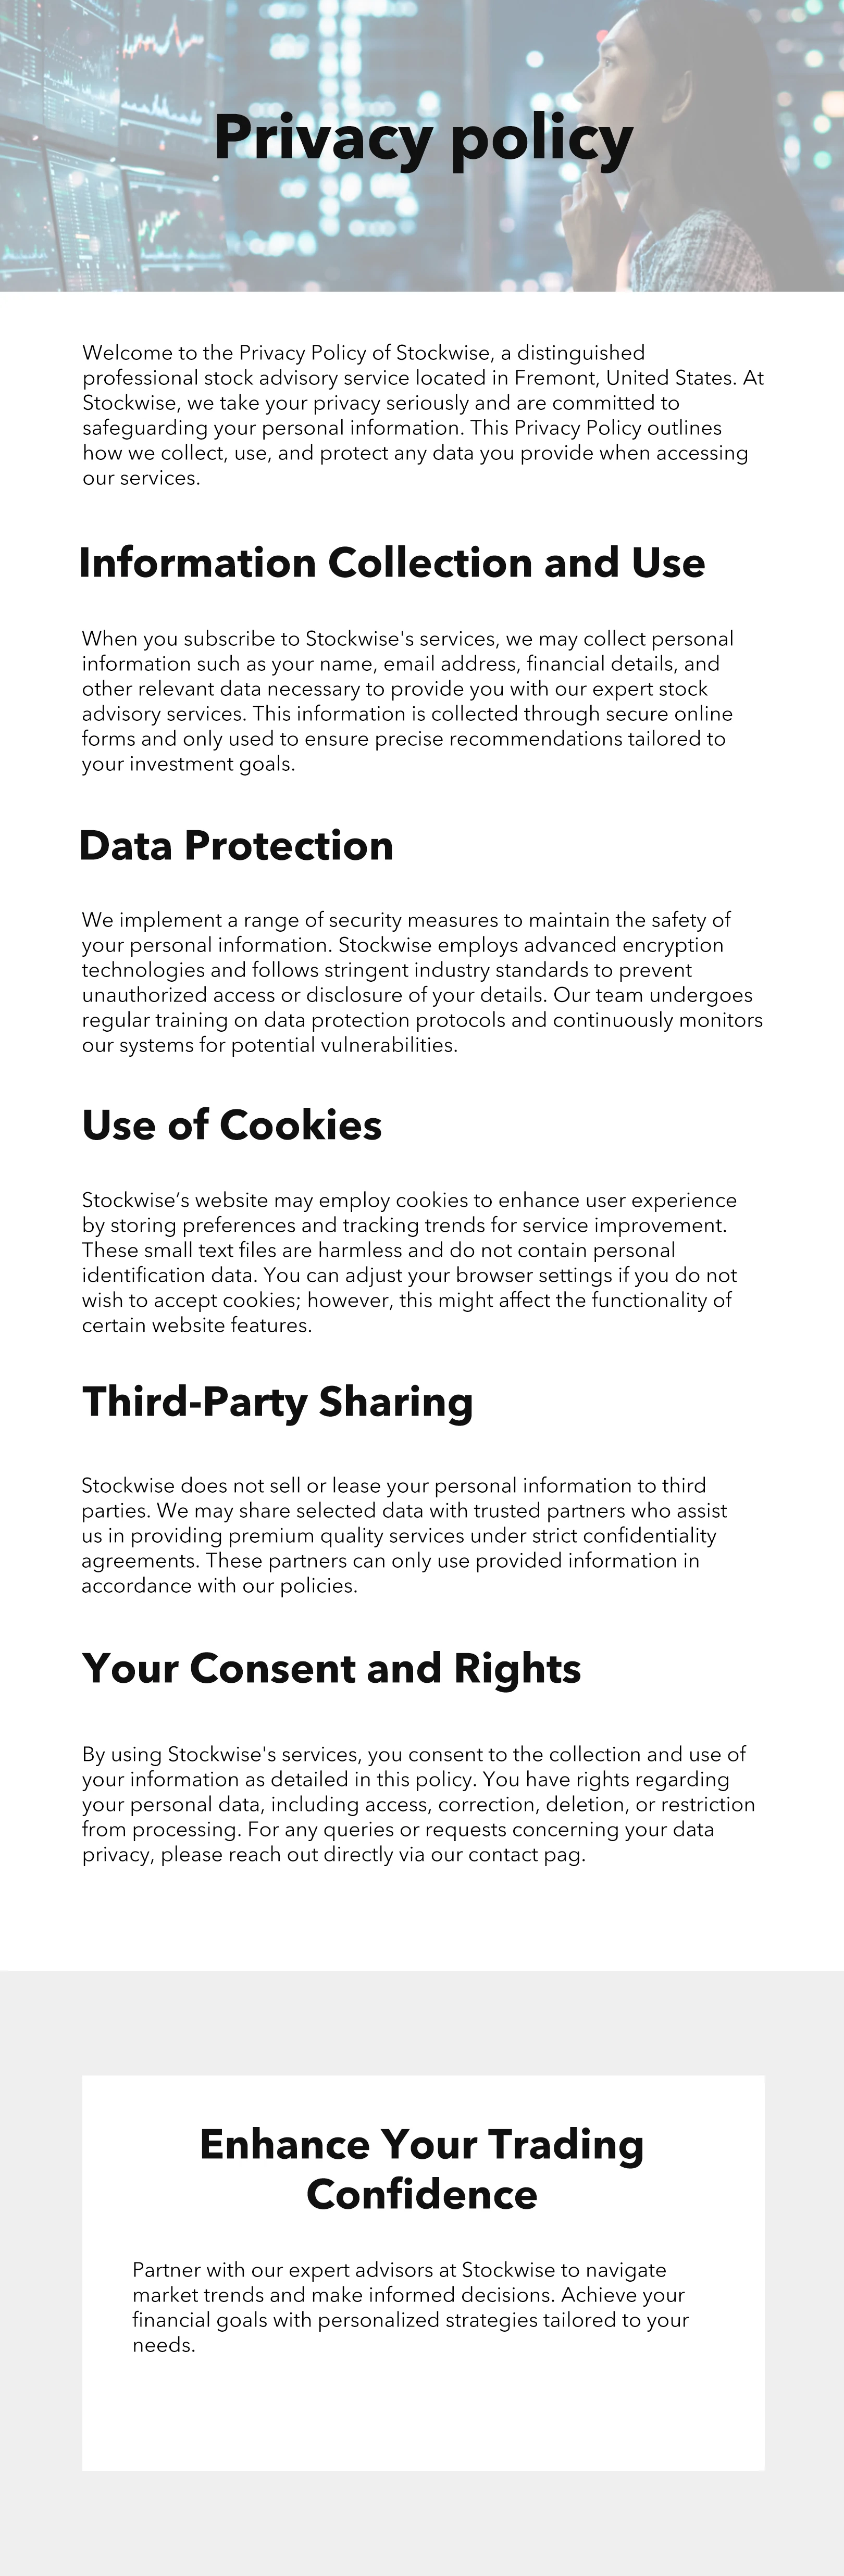 Privacy policy
Welcome to the Privacy Policy of Stockwise, a distinguished
professional stock advisory service located in Fremont, United States. At
Stockwise, we take your privacy seriously and are committed to
safeguarding your personal information. This Privacy Policy outlines
how we collect, use, and protect any data you provide when accessing
our services.
Information Collection and Use
When you subscribe to Stockwise's services, we may collect personal
information such as your name, email address, financial details, and
other relevant data necessary to provide you with our expert stock
advisory services. This information is collected through secure online
forms and only used to ensure precise recommendations tailored to
your investment goals.
Data Protection
We implement a range of security measures to maintain the safety of
your personal information. Stockwise employs advanced encryption
technologies and follows stringent industry standards to prevent
unauthorized access or disclosure of your details. Our team undergoes
regular training on data protection protocols and continuously monitors
our systems for potential vulnerabilities.
Use of Cookies
Stockwise’s website may employ cookies to enhance user experience
by storing preferences and tracking trends for service improvement.
These small text files are harmless and do not contain personal
identification data. You can adjust your browser settings if you do not
wish to accept cookies; however, this might affect the functionality of
certain website features.
Third-Party Sharing
Stockwise does not sell or lease your personal information to third
parties. We may share selected data with trusted partners who assist
us in providing premium quality services under strict confidentiality
agreements. These partners can only use provided information in
accordance with our policies.
Your Consent and Rights
By using Stockwise's services, you consent to the collection and use of
your information as detailed in this policy. You have rights regarding
your personal data, including access, correction, deletion, or restriction
from processing. For any queries or requests concerning your data
privacy, please reach out directly via our contact pag.
Enhance Your Trading
Confidence
Partner with our expert advisors at Stockwise to navigate
market trends and make informed decisions. Achieve your
financial goals with personalized strategies tailored to your
needs.